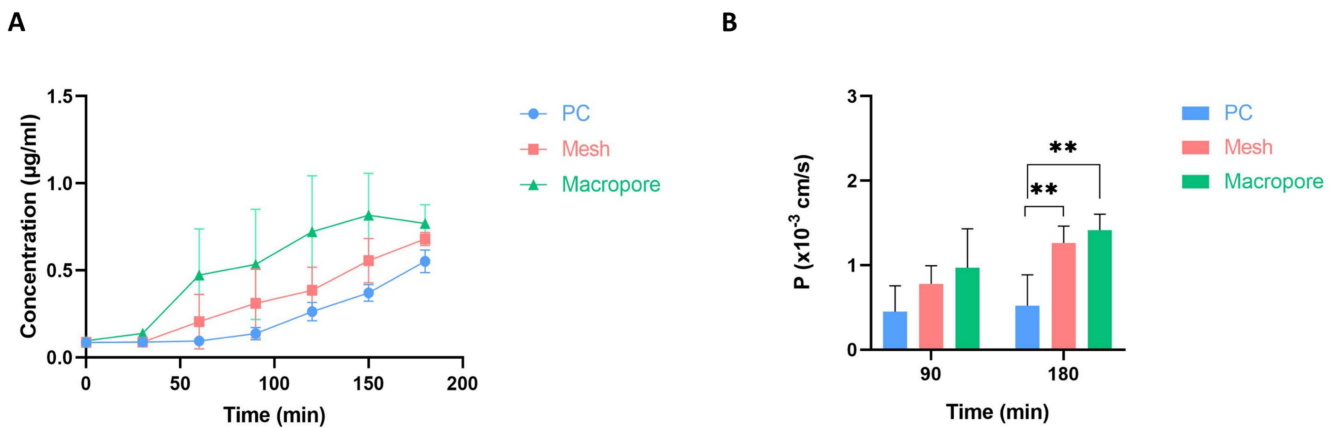 A
B
1.5
1.0
0.5
0.0
Concentration (µg/ml)
0
50
100
150
200
Time (min)
PC
Mesh
Macropore
3
2
1
0
P (x10⁻³ cm/s)
**
**
90
180
Time (min)
PC
Mesh
Macropore